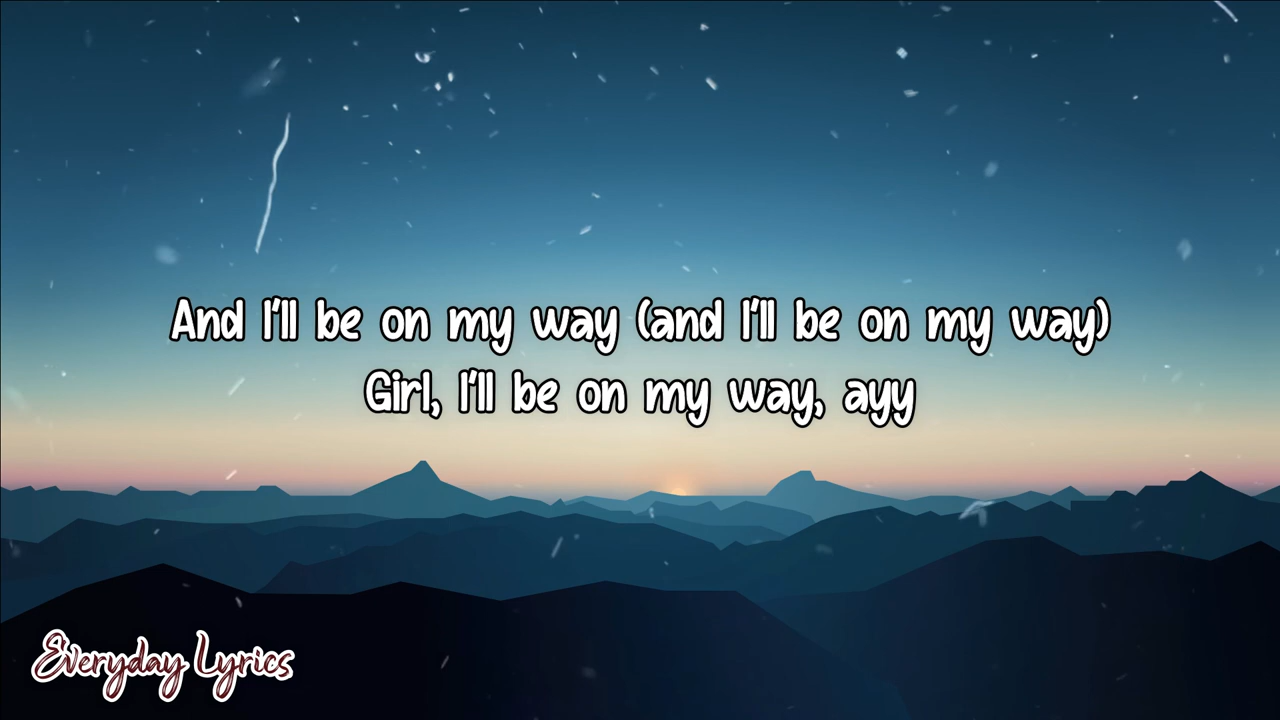 And I'll be on my way (and I'll be on my way)
Girl, I'll be on my way, ayy
Everyday Lyrics